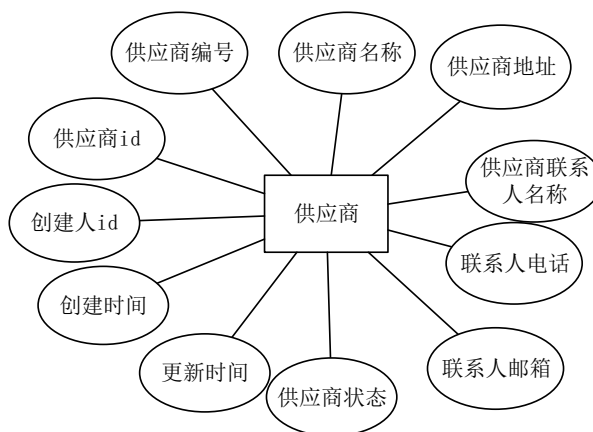 供应商编号
供应商名称
供应商地址
供应商id
供应商联系
人名称
创建人id
供应商
联系人电话
创建时间
更新时间
供应商状态
联系人邮箱